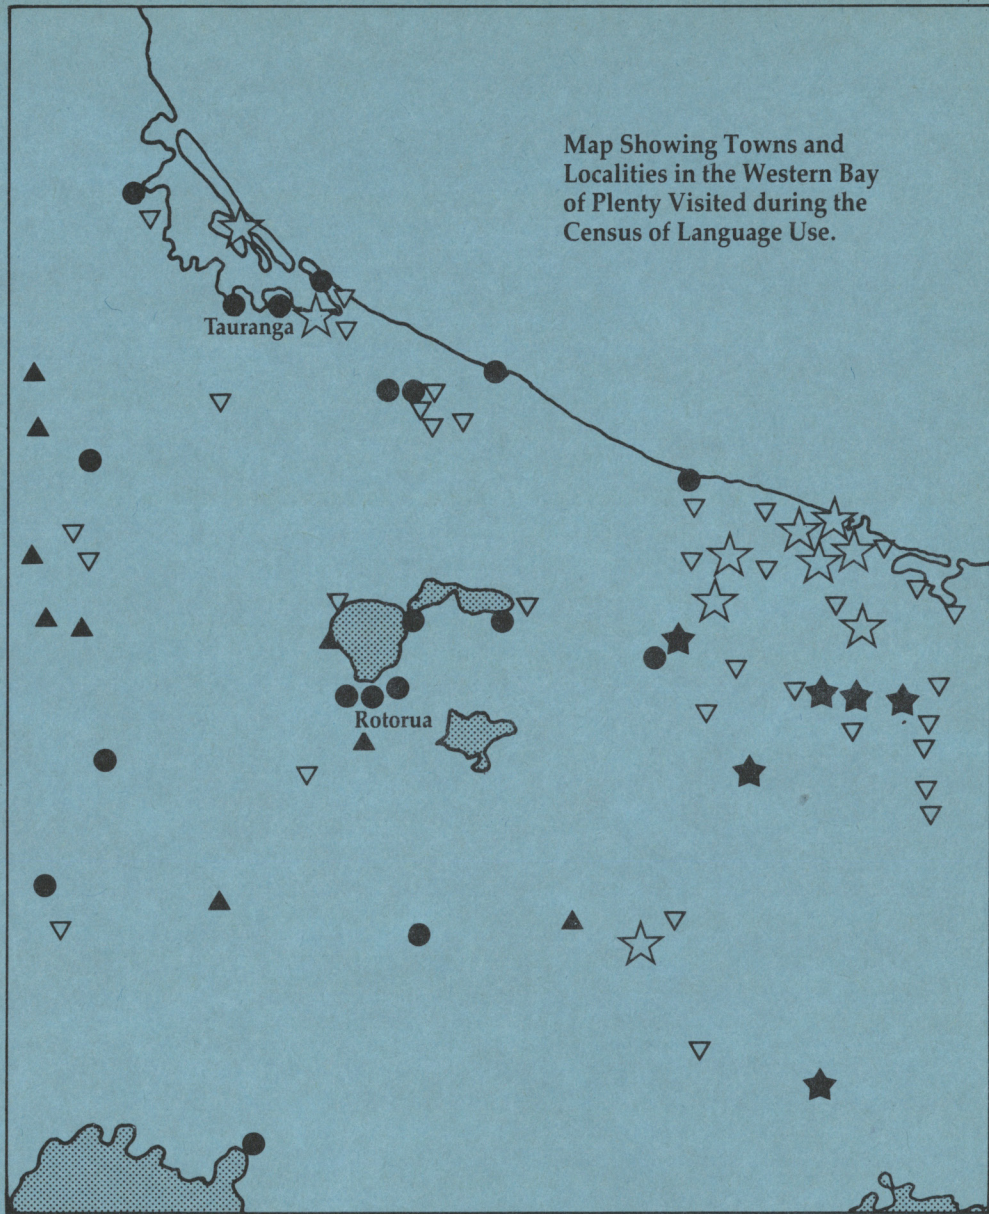 Map Showing Towns and
Localities in the Western Bay
of Plenty Visited during the
Census of Language Use.
Tauranga
Rotorua